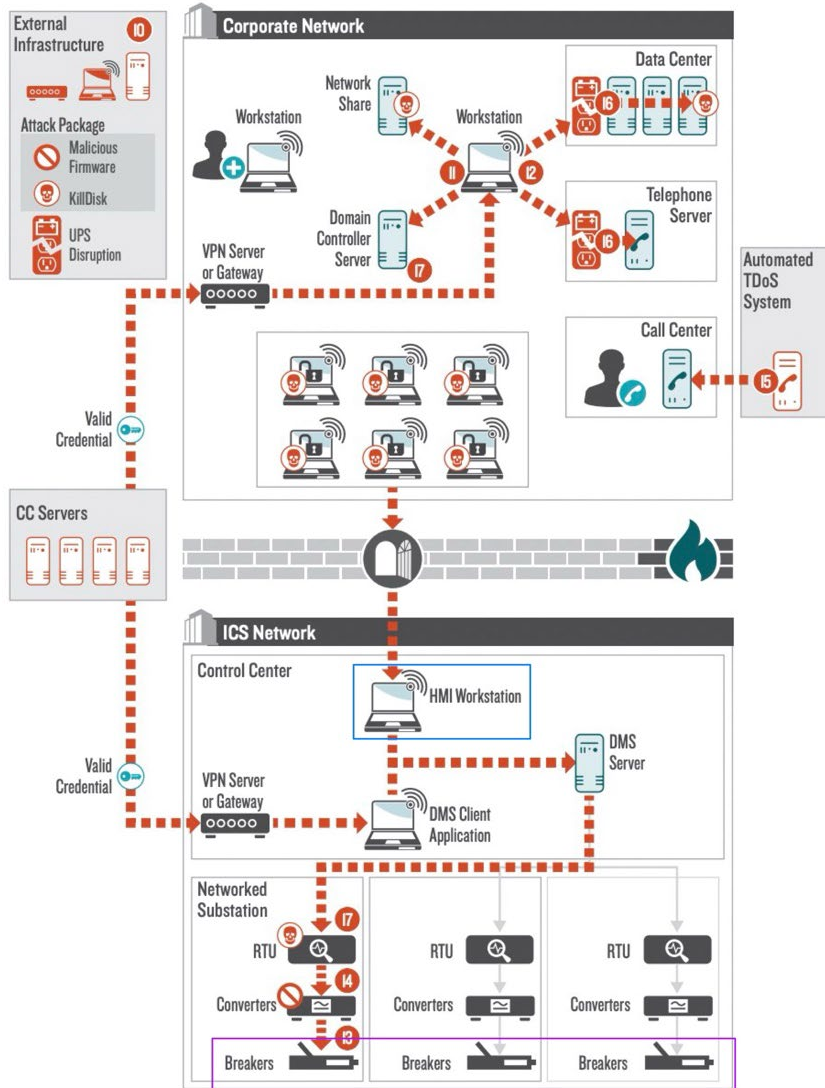 External
Infrastructure
10
Attack Package
Malicious
Firmware
KillDisk
UPS
Disruption
Corporate Network
Workstation
Network
Share
Workstation
11
12
Data Center
16
Domain
Controller
Server
17
Telephone
Server
16
VPN Server
or Gateway
Automated
TDoS
System
Call Center
15
Valid
Credential
CC Servers
ICS Network
Control Center
HMI Workstation
DMS
Server
Valid
Credential
VPN Server
or Gateway
DMS Client
Application
Networked
Substation
17
RTU
14
Converters
13
Breakers
RTU
Converters
Breakers
RTU
Converters
Breakers